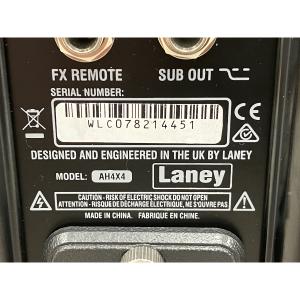 FX REMOTE SUB OUT
SERIAL NUMBER:
WLC078214451
DESIGNED AND ENGINEERED IN THE UK BY LANEY
MODEL: AH4X4 Laney
CAUTION - RISK OF ELECTRIC SHOCK DO NOT OPEN
ATTENTION - RISQUE DE DECHARGE ELECTRIQUE, NE S'OUVRE PAS
MADE IN CHINA. FABRIQUÉ EN CHINE.